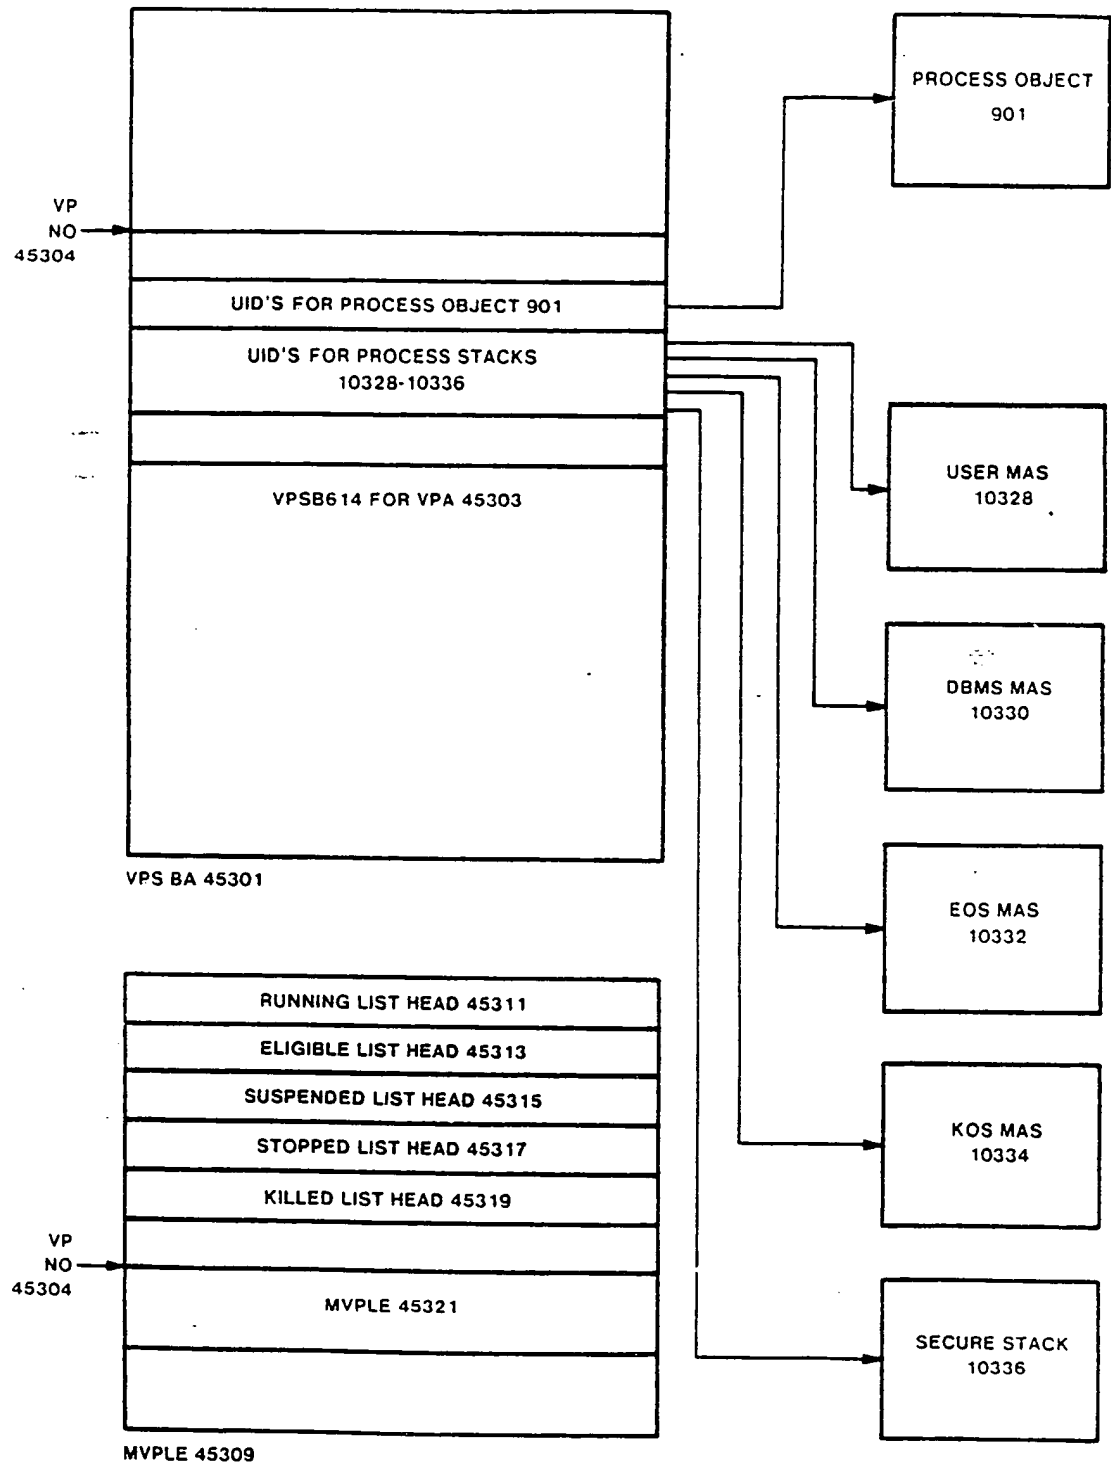 PROCESS OBJECT
901
VP
NO
45304
UID'S FOR PROCESS OBJECT 901
UID'S FOR PROCESS STACKS
10328-10336
VPSB614 FOR VPA 45303
USER MAS
10328
DBMS MAS
10330
EOS MAS
10332
KOS MAS
10334
SECURE STACK
10336
VPS BA 45301
RUNNING LIST HEAD 45311
ELIGIBLE LIST HEAD 45313
SUSPENDED LIST HEAD 45315
STOPPED LIST HEAD 45317
KILLED LIST HEAD 45319
VP
NO
45304
MVPLE 45321
MVPLE 45309